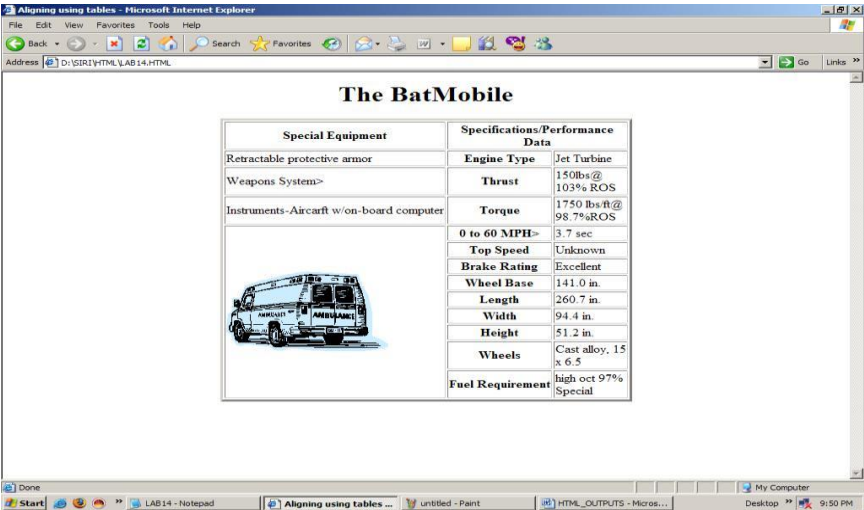 Aligning using tables - Microsoft Internet Explorer
File Edit View Favorites Tools Help
Back Search Favorites
Address D:\SIRI\HTML\LAB14.HTML Go Links »
The BatMobile
Special Equipment
Specifications/Performance
Data
Retractable protective armor
Engine Type
Jet Turbine
Weapons System>
Thrust
150lbs@
103% ROS
Instruments-Aircarft w/on-board computer
Torque
1750 lbs/ft@
98.7%ROS
AMBULANCE
0 to 60 MPH>
3.7 sec
Top Speed
Unknown
Brake Rating
Excellent
Wheel Base
141.0 in.
Length
260.7 in.
Width
94.4 in.
Height
51.2 in.
Wheels
Cast alloy, 15
x 6.5
Fuel Requirement
high oct 97%
Special
Done My Computer
Start » LAB14 - Notepad Aligning using tables ... untitled - Paint HTML_OUTPUTS - Micros... Desktop » 9:50 PM